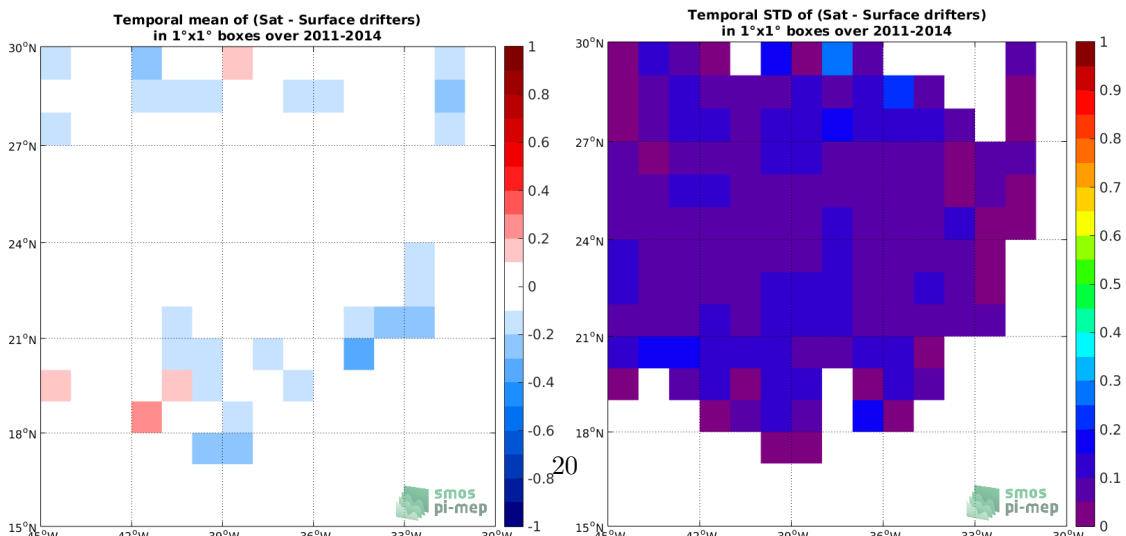 Temporal mean of (Sat - Surface drifters)
in 1°x1° boxes over 2011-2014
30°N
27°N
24°N
21°N
18°N
15°N
45°W 42°W 39°W 36°W 33°W 30°W
1
0.8
0.6
0.4
0.2
0
-0.2
-0.4
-0.6
-0.8
-1
smos
pi-mep
20
Temporal STD of (Sat - Surface drifters)
in 1°x1° boxes over 2011-2014
30°N
27°N
24°N
21°N
18°N
15°N
45°W 42°W 39°W 36°W 33°W 30°W
1
0.9
0.8
0.7
0.6
0.5
0.4
0.3
0.2
0.1
0
smos
pi-mep